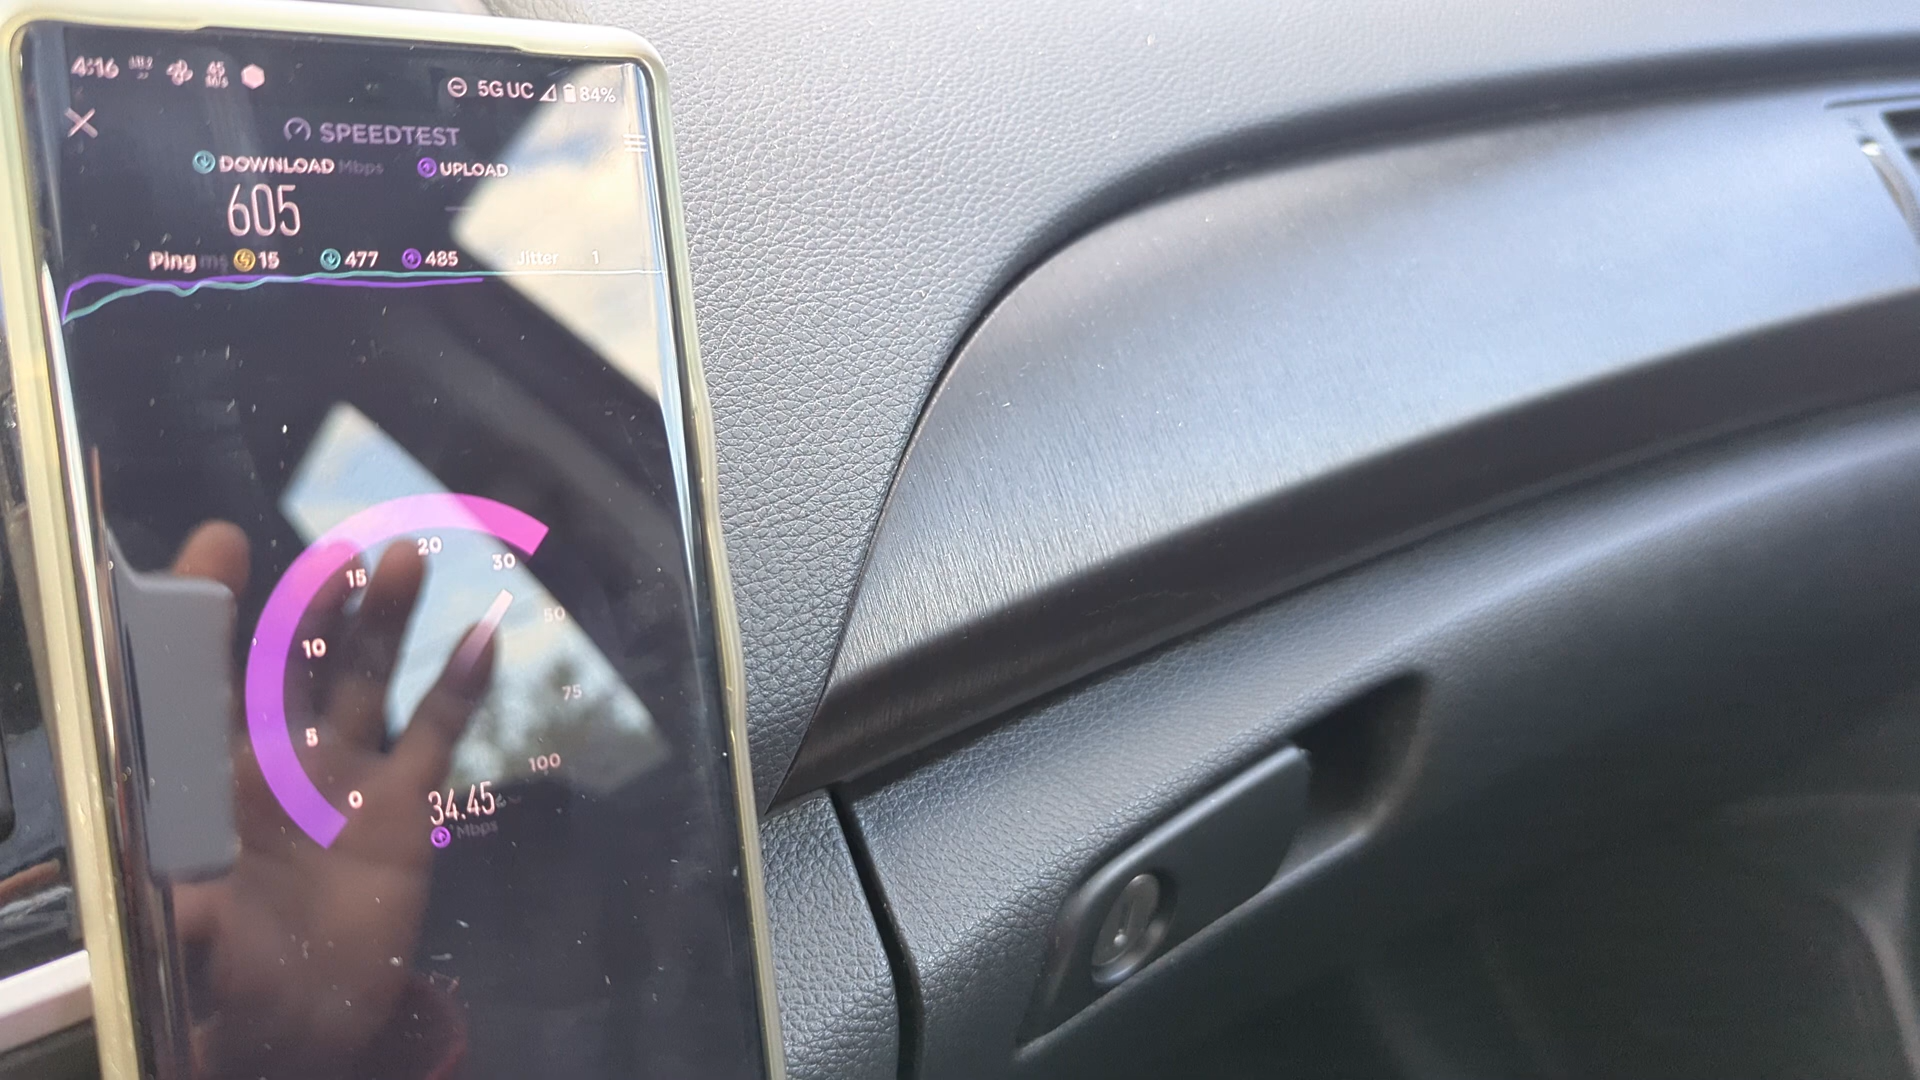 4:16 45 5G UC 84%
SPEEDTEST
DOWNLOAD Mbps UPLOAD
605
Ping ms 15 477 485 Jitter 1
20
30
15
50
10
75
5
100
0
34.45
Mbps